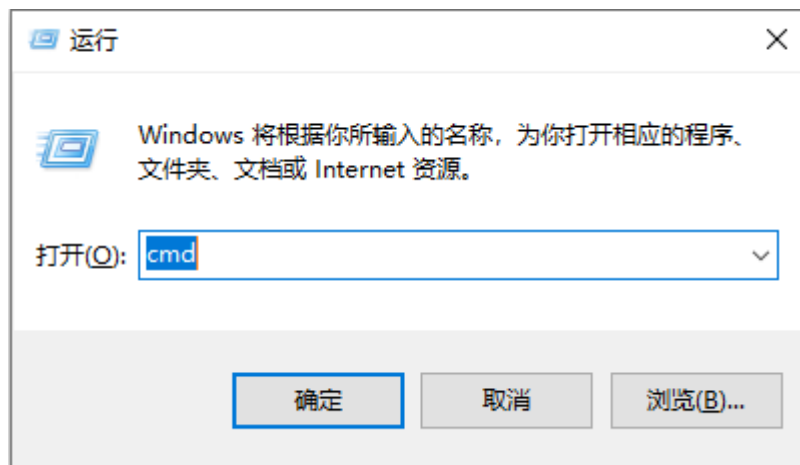 运行
Windows 将根据你所输入的名称，为你打开相应的程序、
文件夹、文档或 Internet 资源。
打开(O): cmd
确定 取消 浏览(B)...